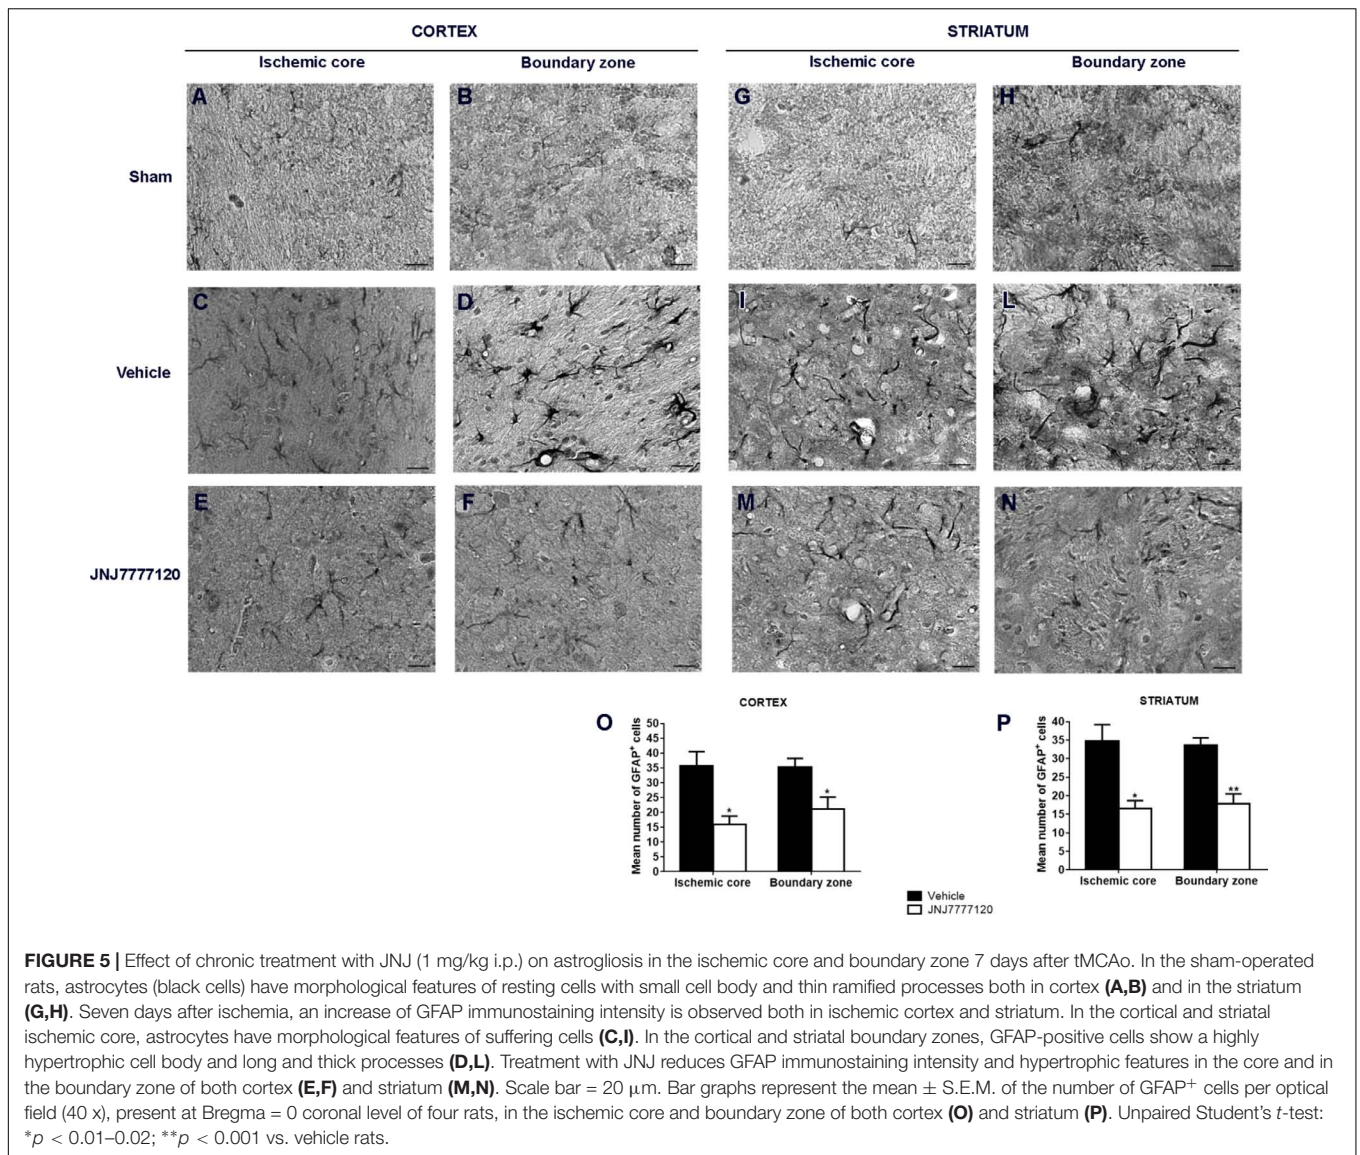 CORTEX
STRIATUM
Ischemic core
Boundary zone
Ischemic core
Boundary zone
A
B
G
H
Sham
C
D
I
L
Vehicle
E
F
M
N
JNJ7777120
O
CORTEX
Mean number of GFAP⁺ cells
50
45
40
35
30
25
20
15
10
5
0
*
*
Ischemic core
Boundary zone
P
STRIATUM
Mean number of GFAP⁺ cells
40
35
30
25
20
15
10
5
0
*
**
Ischemic core
Boundary zone
Vehicle
JNJ7777120
FIGURE 5 | Effect of chronic treatment with JNJ (1 mg/kg i.p.) on astrogliosis in the ischemic core and boundary zone 7 days after tMCAo. In the sham-operated
rats, astrocytes (black cells) have morphological features of resting cells with small cell body and thin ramified processes both in cortex (A,B) and in the striatum
(G,H). Seven days after ischemia, an increase of GFAP immunostaining intensity is observed both in ischemic cortex and striatum. In the cortical and striatal
ischemic core, astrocytes have morphological features of suffering cells (C,I). In the cortical and striatal boundary zones, GFAP-positive cells show a highly
hypertrophic cell body and long and thick processes (D,L). Treatment with JNJ reduces GFAP immunostaining intensity and hypertrophic features in the core and in
the boundary zone of both cortex (E,F) and striatum (M,N). Scale bar = 20 μm. Bar graphs represent the mean ± S.E.M. of the number of GFAP⁺ cells per optical
field (40 x), present at Bregma = 0 coronal level of four rats, in the ischemic core and boundary zone of both cortex (O) and striatum (P). Unpaired Student's t-test:
*p < 0.01–0.02; **p < 0.001 vs. vehicle rats.